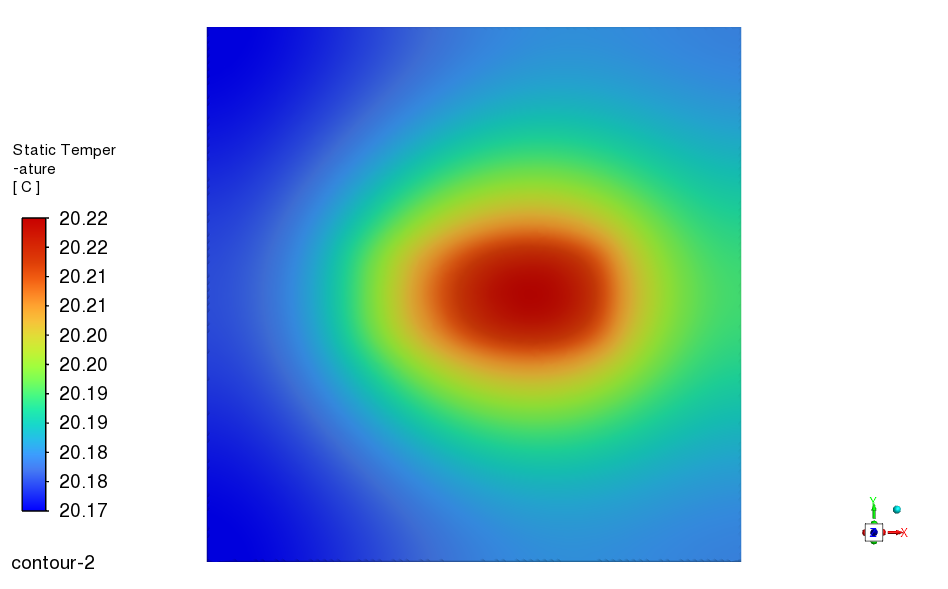 Static Temper
-ature
[ C ]
20.22
20.22
20.21
20.21
20.20
20.20
20.19
20.19
20.18
20.18
20.17
contour-2
Y
Z
X